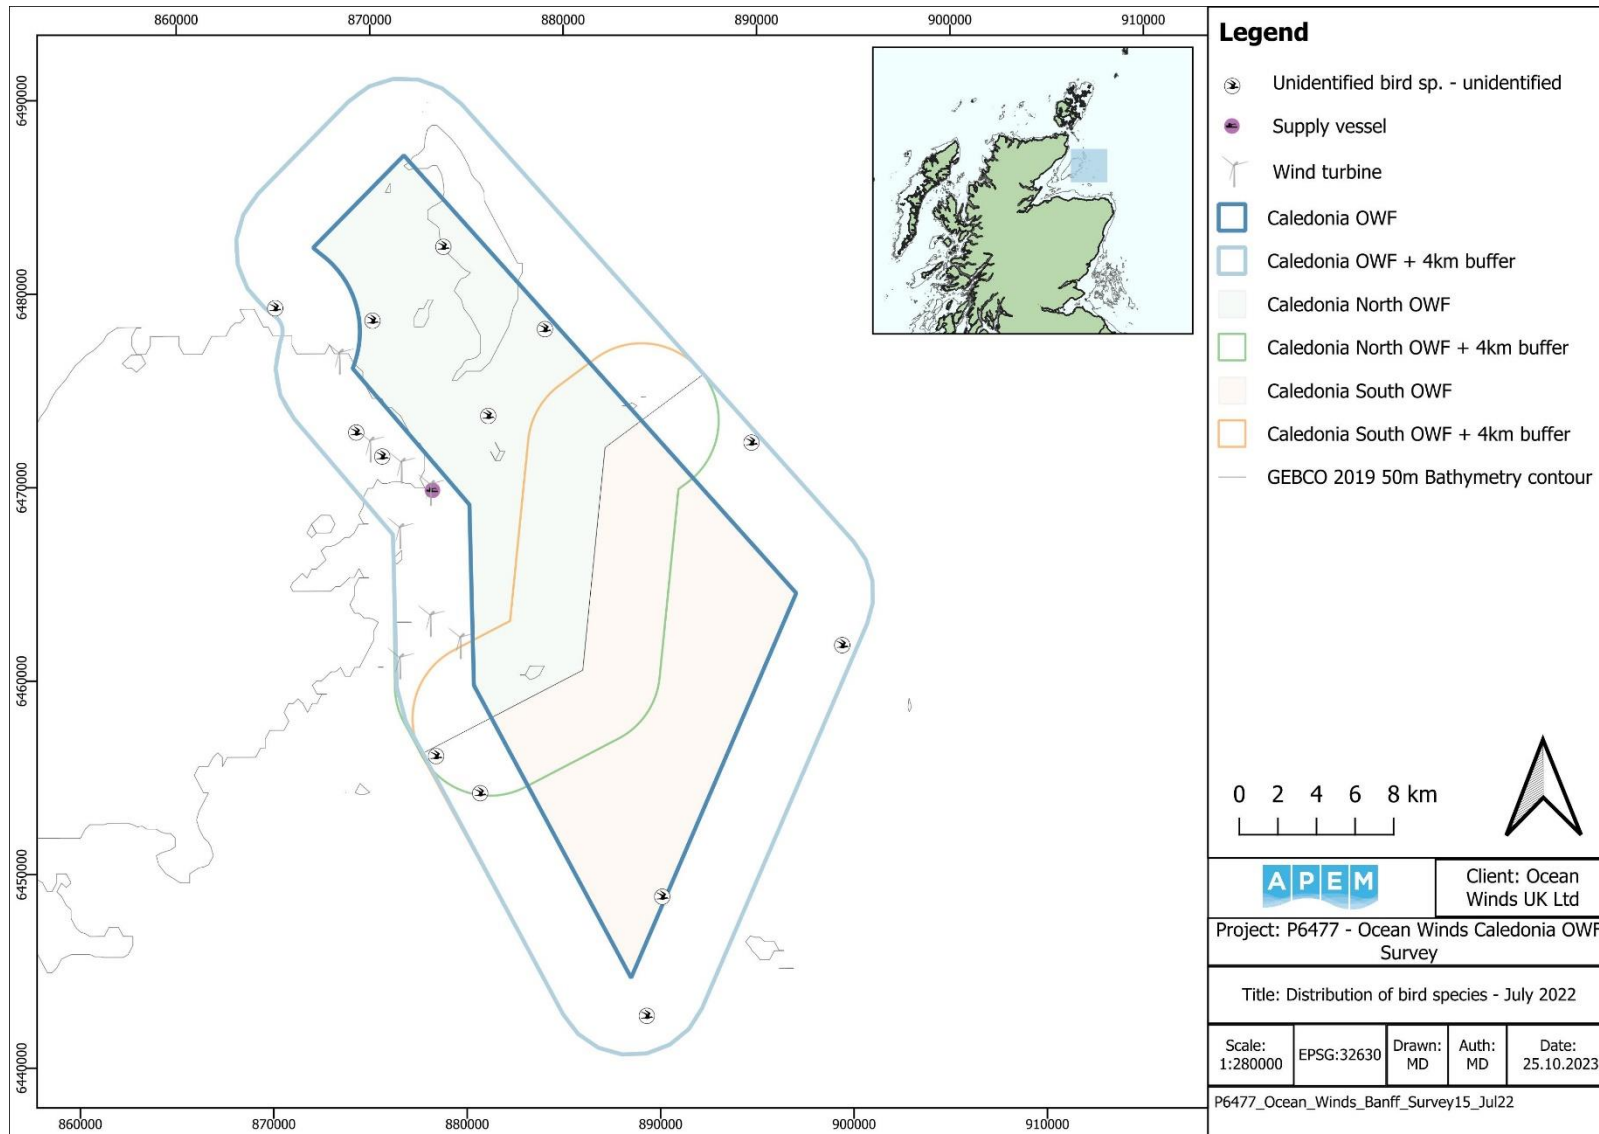 860000 870000 880000 890000 900000 910000
6490000
6480000
6470000
6460000
6450000
6440000
860000 870000 880000 890000 900000 910000
Legend
Unidentified bird sp. - unidentified
Supply vessel
Wind turbine
Caledonia OWF
Caledonia OWF + 4km buffer
Caledonia North OWF
Caledonia North OWF + 4km buffer
Caledonia South OWF
Caledonia South OWF + 4km buffer
GEBCO 2019 50m Bathymetry contour
0 2 4 6 8 km
APEM
Client: Ocean
Winds UK Ltd
Project: P6477 - Ocean Winds Caledonia OWF
Survey
Title: Distribution of bird species - July 2022
Scale:
1:280000
EPSG:32630
Drawn:
MD
Auth:
MD
Date:
25.10.2023
P6477_Ocean_Winds_Banff_Survey15_Jul22